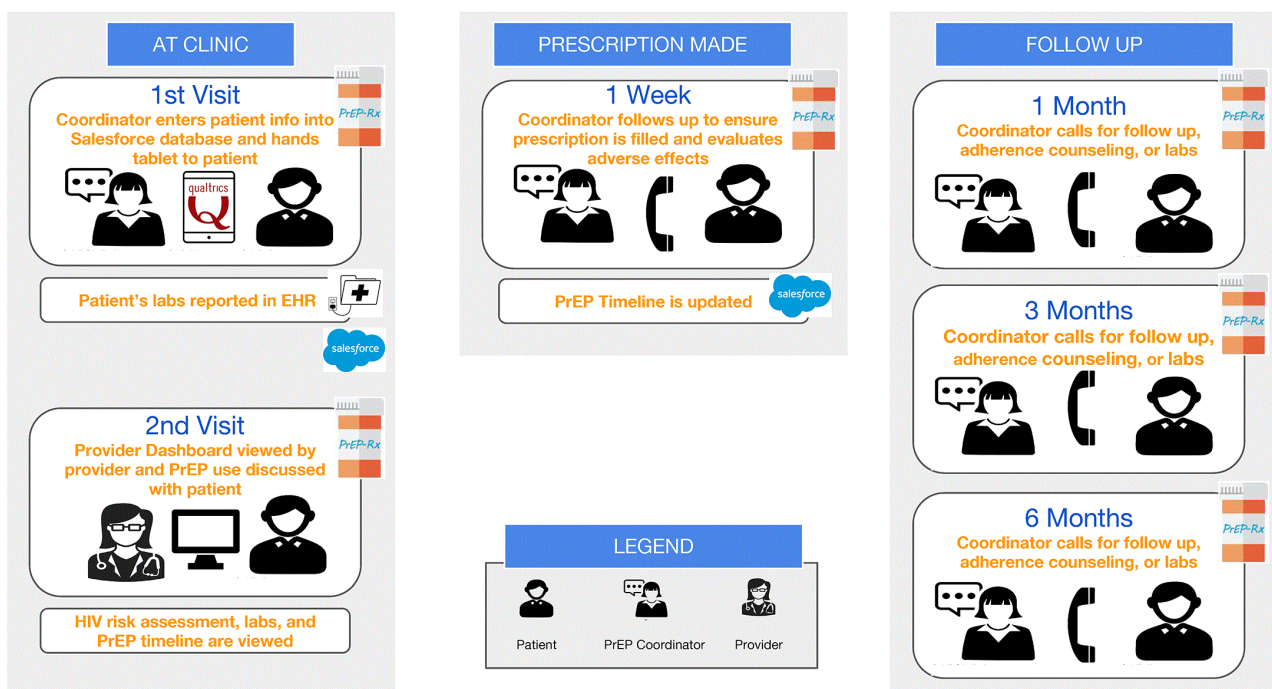 AT CLINIC
1st Visit
Coordinator enters patient info into
Salesforce database and hands
tablet to patient
PrEP-Rx
qualtrics
Q
Patient's labs reported in EHR
salesforce
2nd Visit
Provider Dashboard viewed by
provider and PrEP use discussed
with patient
PrEP-Rx
HIV risk assessment, labs, and
PrEP timeline are viewed
PRESCRIPTION MADE
1 Week
Coordinator follows up to ensure
prescription is filled and evaluates
adverse effects
PrEP-Rx
PrEP Timeline is updated
salesforce
LEGEND
Patient
PrEP Coordinator
Provider
FOLLOW UP
1 Month
Coordinator calls for follow up,
adherence counseling, or labs
PrEP-Rx
3 Months
Coordinator calls for follow up,
adherence counseling, or labs
PrEP-Rx
6 Months
Coordinator calls for follow up,
adherence counseling, or labs
PrEP-Rx